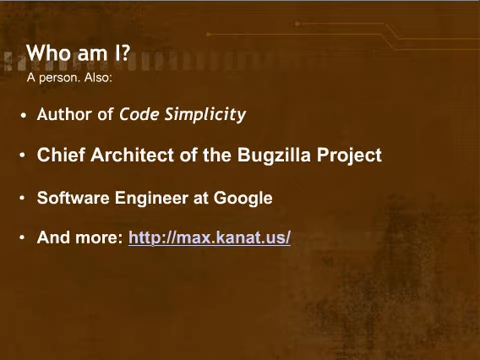 Who am I?
A person. Also:
• Author of Code Simplicity
• Chief Architect of the Bugzilla Project
• Software Engineer at Google
• And more: http://max.kanat.us/